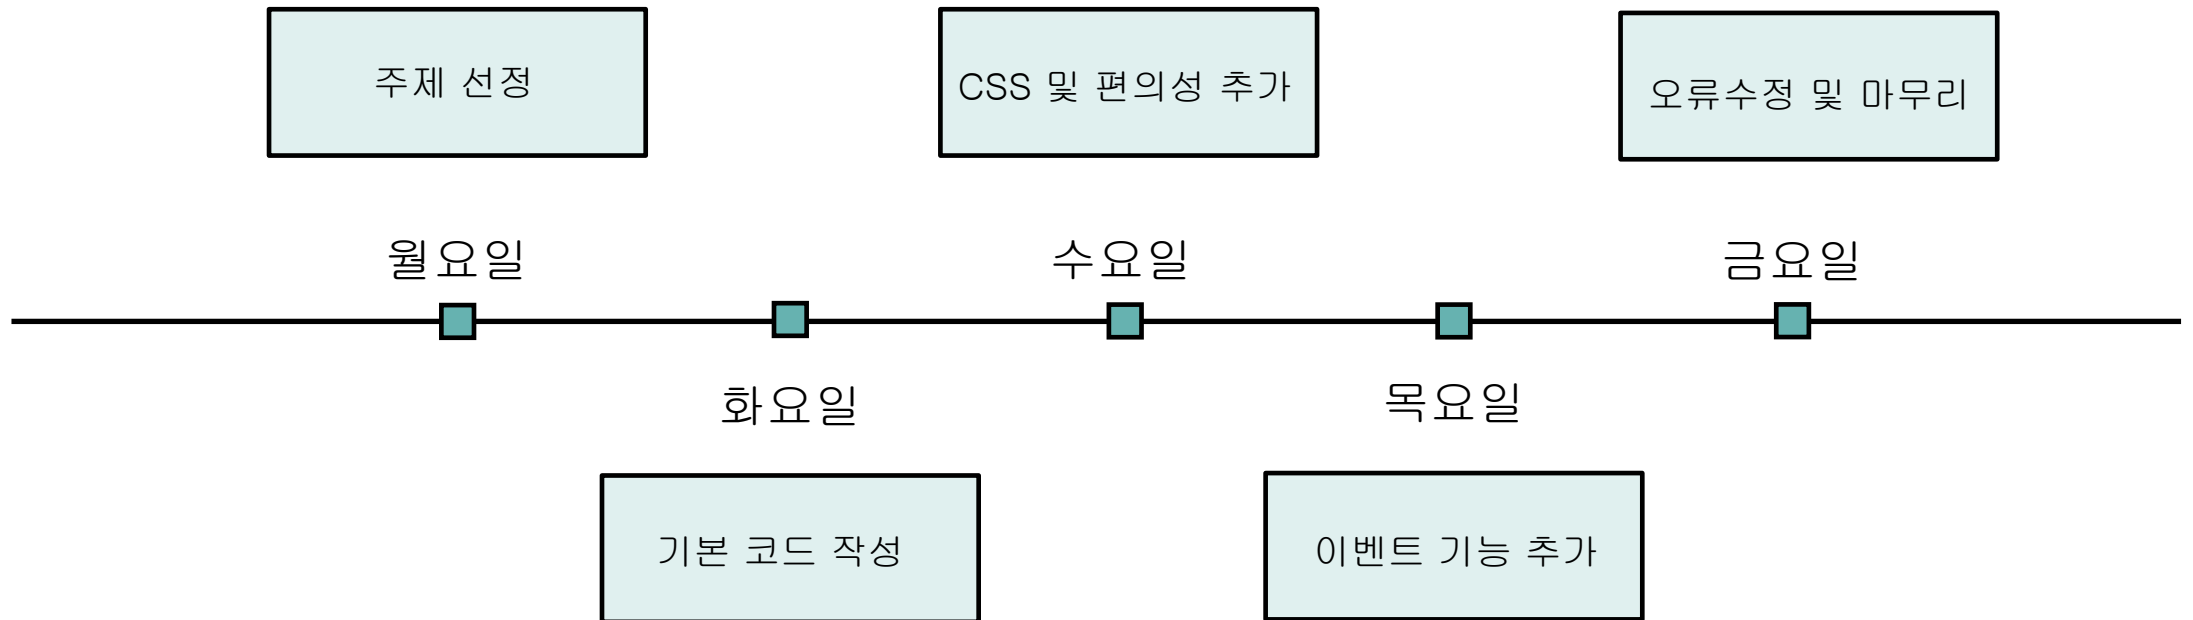 주제 선정
CSS 및 편의성 추가
오류수정 및 마무리
월요일
수요일
금요일
화요일
목요일
기본 코드 작성
이벤트 기능 추가